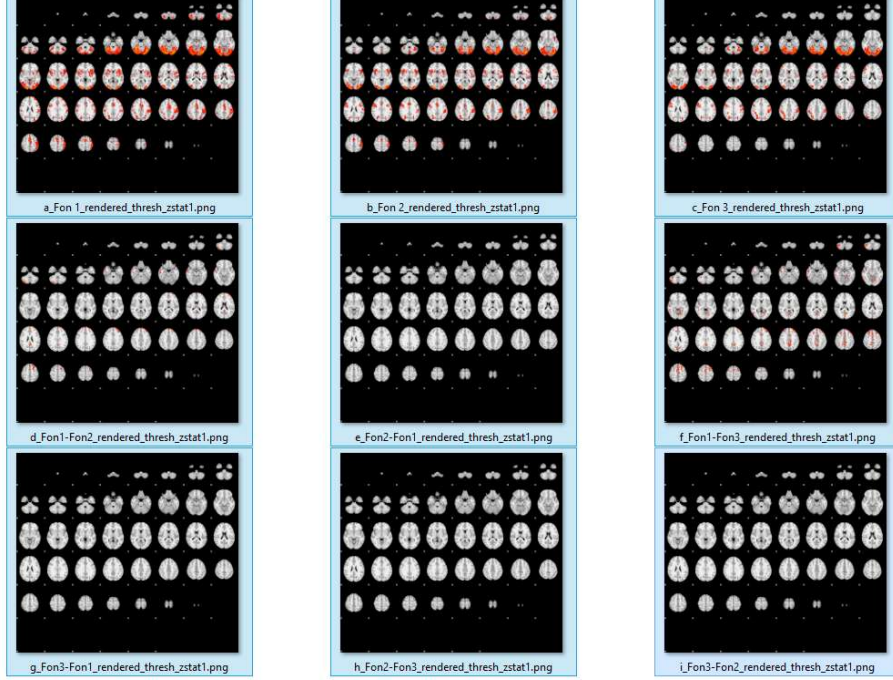 a_Fon 1_rendered_thresh_zstat1.png
b_Fon 2_rendered_thresh_zstat1.png
c_Fon 3_rendered_thresh_zstat1.png
d_Fon1-Fon2_rendered_thresh_zstat1.png
e_Fon2-Fon1_rendered_thresh_zstat1.png
f_Fon1-Fon3_rendered_thresh_zstat1.png
g_Fon3-Fon1_rendered_thresh_zstat1.png
h_Fon2-Fon3_rendered_thresh_zstat1.png
i_Fon3-Fon2_rendered_thresh_zstat1.png